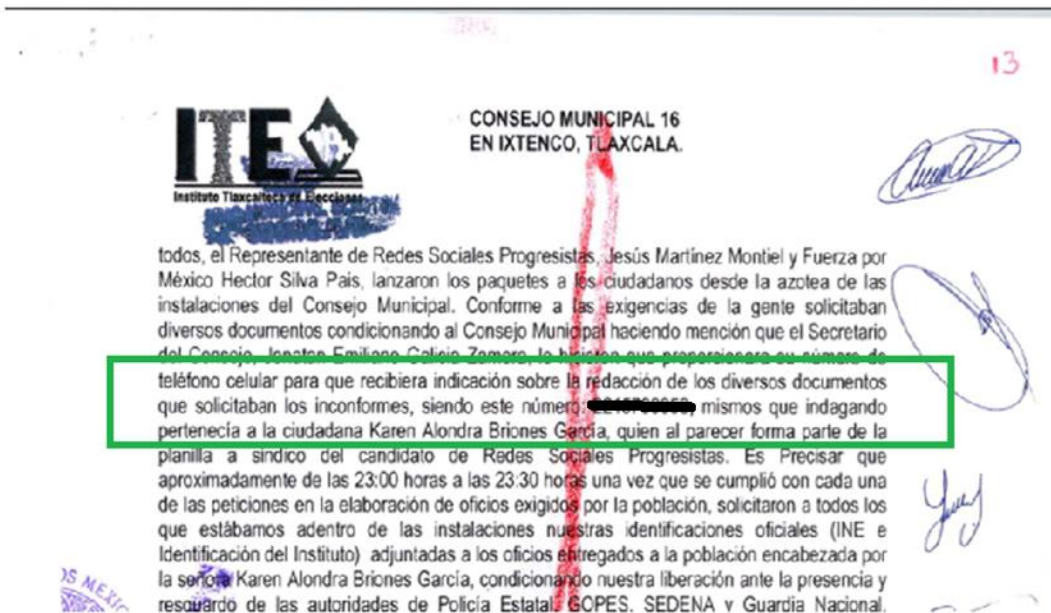 13
ITE
Instituto Tlaxcalteca de Elecciones
CONSEJO MUNICIPAL 16
EN IXTENCO, TLAXCALA.
todos, el Representante de Redes Sociales Progresistas, Jesús Martínez Montiel y Fuerza por
México Hector Silva Pais, lanzaron los paquetes a los ciudadanos desde la azotea de las
instalaciones del Consejo Municipal. Conforme a las exigencias de la gente solicitaban
diversos documentos condicionando al Consejo Municipal haciendo mención que el Secretario
del Consejo, Jonatan Emiliano Galicia Zamora, le hicieron que proporcionara su número de
teléfono celular para que recibiera indicación sobre la redacción de los diversos documentos
que solicitaban los inconformes, siendo este número: mismos que indagando
pertenecía a la ciudadana Karen Alondra Briones García, quien al parecer forma parte de la
planilla a sindico del candidato de Redes Sociales Progresistas. Es Precisar que
aproximadamente de las 23:00 horas a las 23:30 horas una vez que se cumplió con cada una
de las peticiones en la elaboración de oficios exigidos por la población, solicitaron a todos los
que estábamos adentro de las instalaciones nuestras identificaciones oficiales (INE e
Identificación del Instituto) adjuntadas a los oficios entregados a la población encabezada por
la señora Karen Alondra Briones García, condicionando nuestra liberación ante la presencia y
resguardo de las autoridades de Policía Estatal, GOPES, SEDENA y Guardia Nacional.